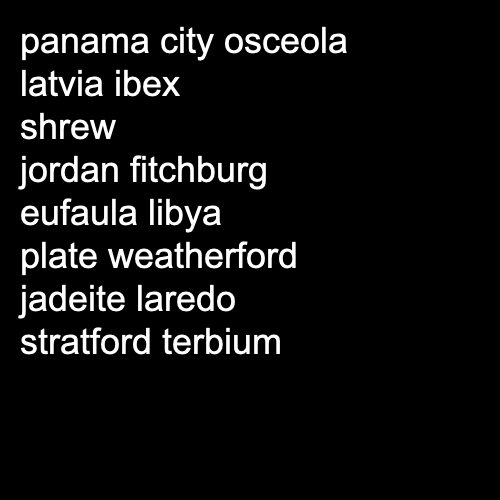 panama city osceola
latvia ibex
shrew
jordan fitchburg
eufaula libya
plate weatherford
jadeite laredo
stratford terbium